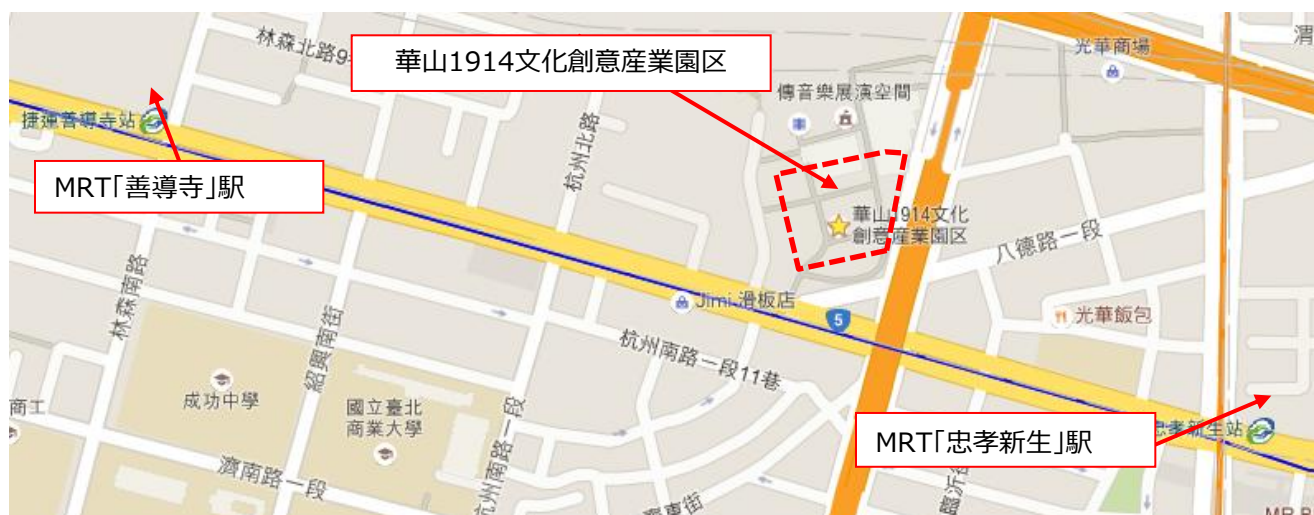 林森北路9
華山1914文化創意産業園区
光華商場
渭
捷運善導寺站
傳音樂展演空間
MRT「善導寺」駅
杭州北路
華山1914文化
創意産業園区
八德路一段
林森南路
Jimi 滑板店
5
光華飯包
紹興南街
杭州南路一段11巷
成功中學
國立臺北
商業大學
商工
MRT「忠孝新生」駅
忠孝新生站
濟南路一段
杭州南路一段
臨沂
東街